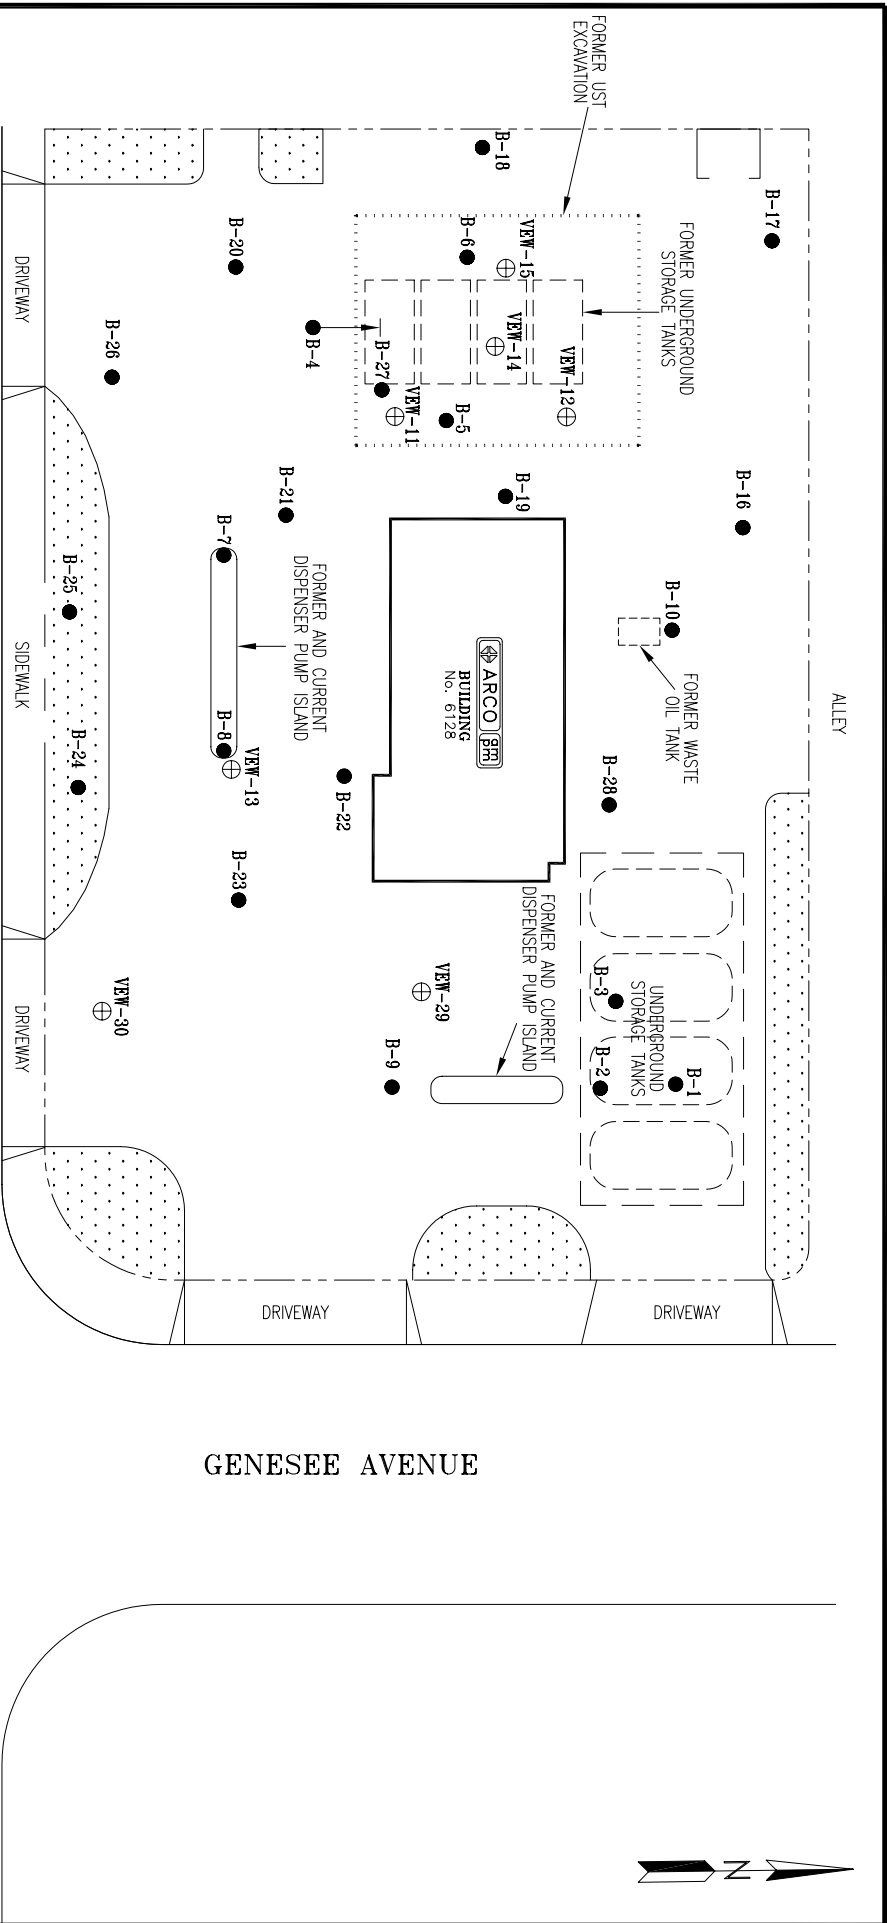 FORMER UST
EXCAVATION
B-18
B-17
FORMER UNDERGROUND
STORAGE TANKS
B-6
VEW-15
B-20
DRIVEWAY
B-4
B-26
VEW-14
VEW-12
B-27
VEW-11
B-5
B-21
B-19
B-16
B-7
FORMER AND CURRENT
DISPENSER PUMP ISLAND
B-25
B-10
SIDEWALK
ARCO
am
pm
BUILDING
No. 6128
FORMER WASTE
OIL TANK
ALLEY
B-24
B-8
VEW-13
B-22
B-28
B-23
FORMER AND CURRENT
DISPENSER PUMP ISLAND
VEW-30
VEW-29
B-3
UNDERGROUND
STORAGE TANKS
DRIVEWAY
B-9
B-2
B-1
DRIVEWAY
DRIVEWAY
GENESEE AVENUE
N